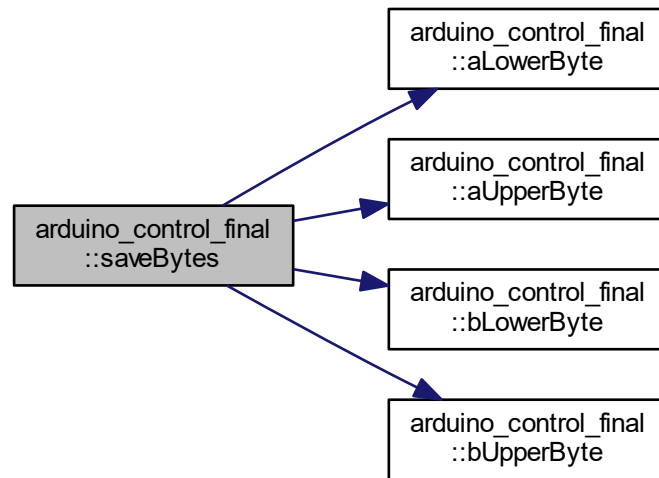 arduino_control_final
::saveBytes
arduino_control_final
::aLowerByte
arduino_control_final
::aUpperByte
arduino_control_final
::bLowerByte
arduino_control_final
::bUpperByte